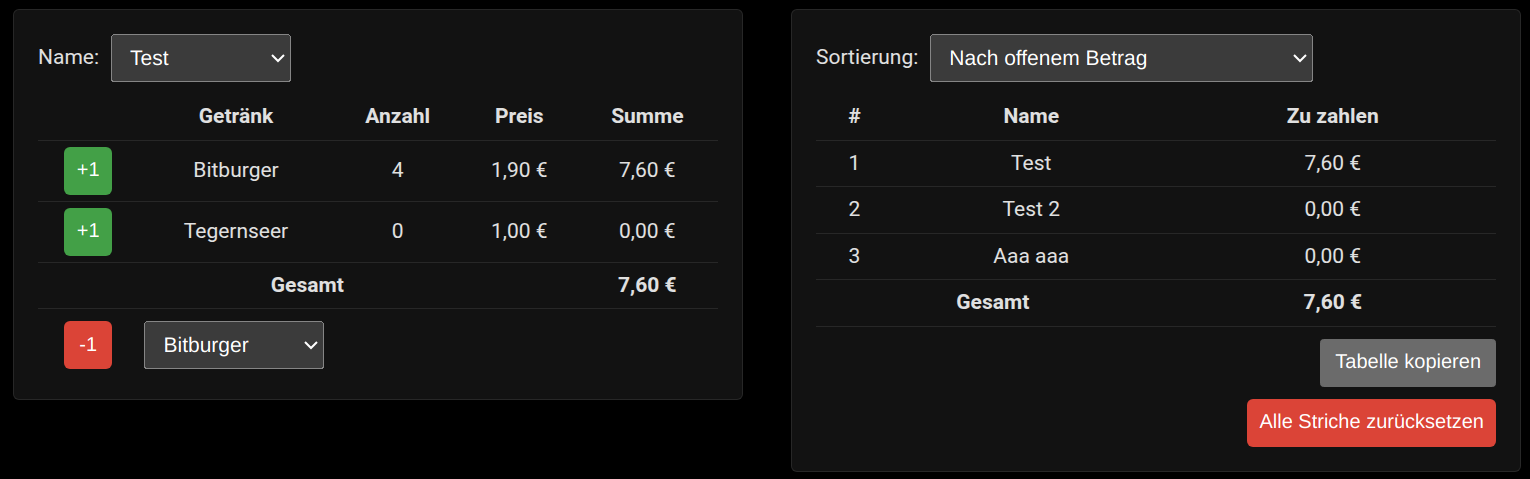 Name: Test
Getränk Anzahl Preis Summe
+1 Bitburger 4 1,90 € 7,60 €
+1 Tegernseer 0 1,00 € 0,00 €
Gesamt 7,60 €
-1 Bitburger
Sortierung: Nach offenem Betrag
# Name Zu zahlen
1 Test 7,60 €
2 Test 2 0,00 €
3 Aaa aaa 0,00 €
Gesamt 7,60 €
Tabelle kopieren
Alle Striche zurücksetzen